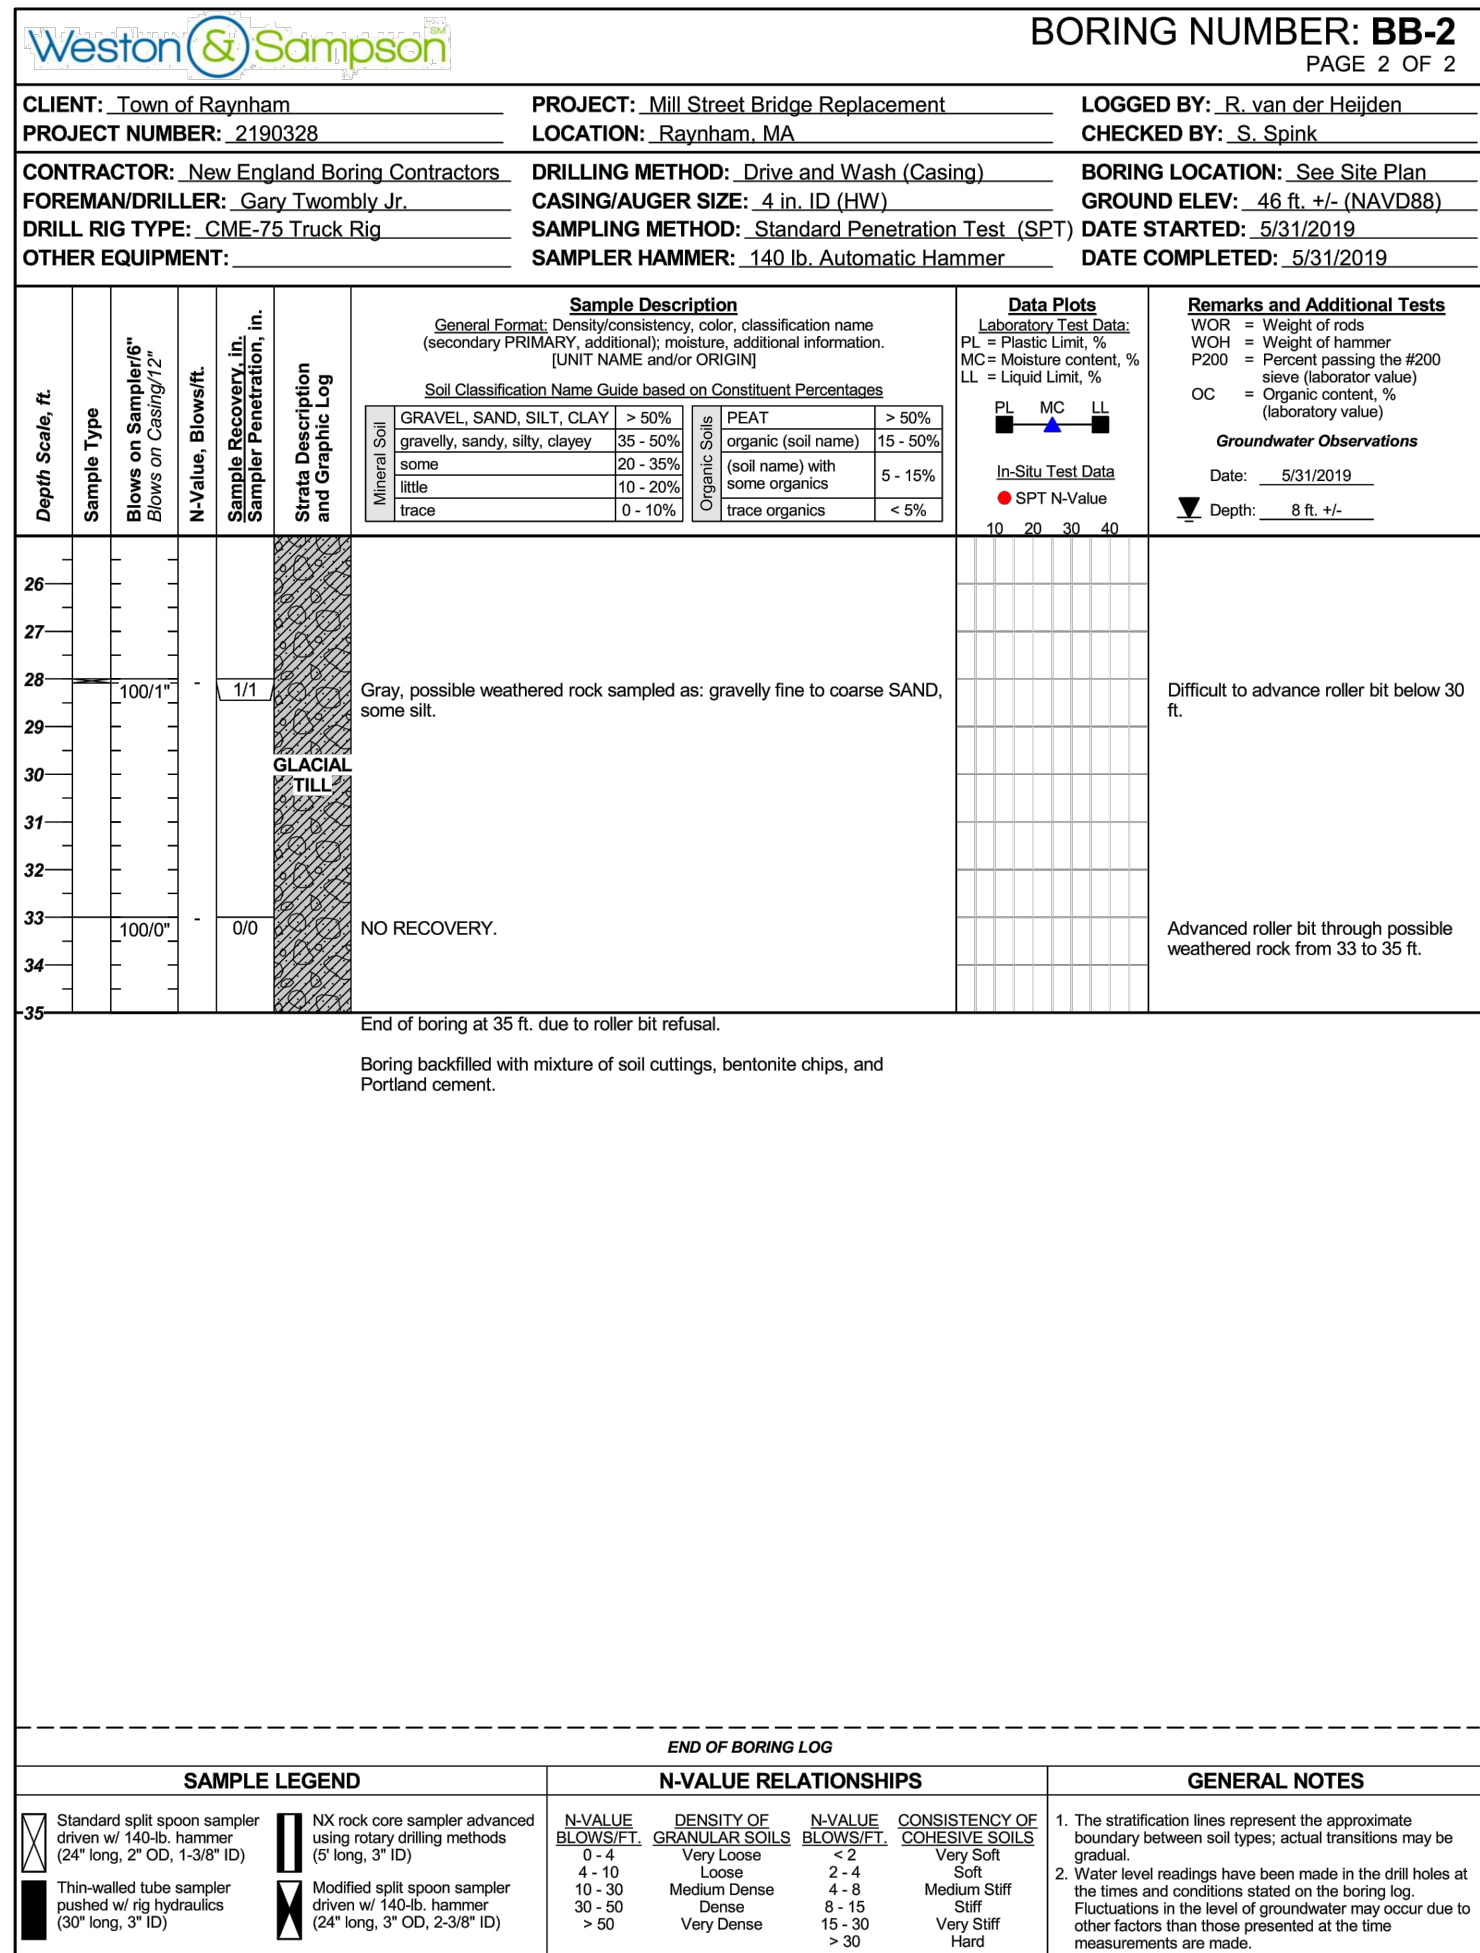 Weston & Sampson SM
BORING NUMBER: BB-2
PAGE 2 OF 2
CLIENT: Town of Raynham
PROJECT: Mill Street Bridge Replacement
LOGGED BY: R. van der Heijden
PROJECT NUMBER: 2190328
LOCATION: Raynham, MA
CHECKED BY: S. Spink
CONTRACTOR: New England Boring Contractors
DRILLING METHOD: Drive and Wash (Casing)
BORING LOCATION: See Site Plan
FOREMAN/DRILLER: Gary Twombly Jr.
CASING/AUGER SIZE: 4 in. ID (HW)
GROUND ELEV: 46 ft. +/- (NAVD88)
DRILL RIG TYPE: CME-75 Truck Rig
SAMPLING METHOD: Standard Penetration Test (SPT)
DATE STARTED: 5/31/2019
OTHER EQUIPMENT:
SAMPLER HAMMER: 140 lb. Automatic Hammer
DATE COMPLETED: 5/31/2019
Depth Scale, ft.
Sample Type
Blows on Sampler/6"
Blows on Casing/12"
N-Value, Blows/ft.
Sample Recovery, in.
Sampler Penetration, in.
Strata Description
and Graphic Log
Sample Description
General Format: Density/consistency, color, classification name
(secondary PRIMARY, additional); moisture, additional information.
[UNIT NAME and/or ORIGIN]
Soil Classification Name Guide based on Constituent Percentages
Mineral Soil
GRAVEL, SAND, SILT, CLAY > 50%
gravelly, sandy, silty, clayey 35 - 50%
some 20 - 35%
little 10 - 20%
trace 0 - 10%
Organic Soils
PEAT > 50%
organic (soil name) 15 - 50%
(soil name) with
some organics 5 - 15%
trace organics < 5%
Data Plots
Laboratory Test Data:
PL = Plastic Limit, %
MC = Moisture content, %
LL = Liquid Limit, %
PL MC LL
In-Situ Test Data
SPT N-Value
10 20 30 40
Remarks and Additional Tests
WOR = Weight of rods
WOH = Weight of hammer
P200 = Percent passing the #200
sieve (laborator value)
OC = Organic content, %
(laboratory value)
Groundwater Observations
Date: 5/31/2019
Depth: 8 ft. +/-
26
27
28
100/1" - 1/1
Gray, possible weathered rock sampled as: gravelly fine to coarse SAND,
some silt.
Difficult to advance roller bit below 30
ft.
29
GLACIAL
TILL
30
31
32
33
100/0" - 0/0
NO RECOVERY.
Advanced roller bit through possible
weathered rock from 33 to 35 ft.
34
35
End of boring at 35 ft. due to roller bit refusal.
Boring backfilled with mixture of soil cuttings, bentonite chips, and
Portland cement.
END OF BORING LOG
SAMPLE LEGEND
Standard split spoon sampler
driven w/ 140-lb. hammer
(24" long, 2" OD, 1-3/8" ID)
NX rock core sampler advanced
using rotary drilling methods
(5' long, 3" ID)
Thin-walled tube sampler
pushed w/ rig hydraulics
(30" long, 3" ID)
Modified split spoon sampler
driven w/ 140-lb. hammer
(24" long, 3" OD, 2-3/8" ID)
N-VALUE RELATIONSHIPS
N-VALUE DENSITY OF N-VALUE CONSISTENCY OF
BLOWS/FT. GRANULAR SOILS BLOWS/FT. COHESIVE SOILS
0 - 4 Very Loose < 2 Very Soft
4 - 10 Loose 2 - 4 Soft
10 - 30 Medium Dense 4 - 8 Medium Stiff
30 - 50 Dense 8 - 15 Stiff
> 50 Very Dense 15 - 30 Very Stiff
> 30 Hard
GENERAL NOTES
1. The stratification lines represent the approximate
boundary between soil types; actual transitions may be
gradual.
2. Water level readings have been made in the drill holes at
the times and conditions stated on the boring log.
Fluctuations in the level of groundwater may occur due to
other factors than those presented at the time
measurements are made.